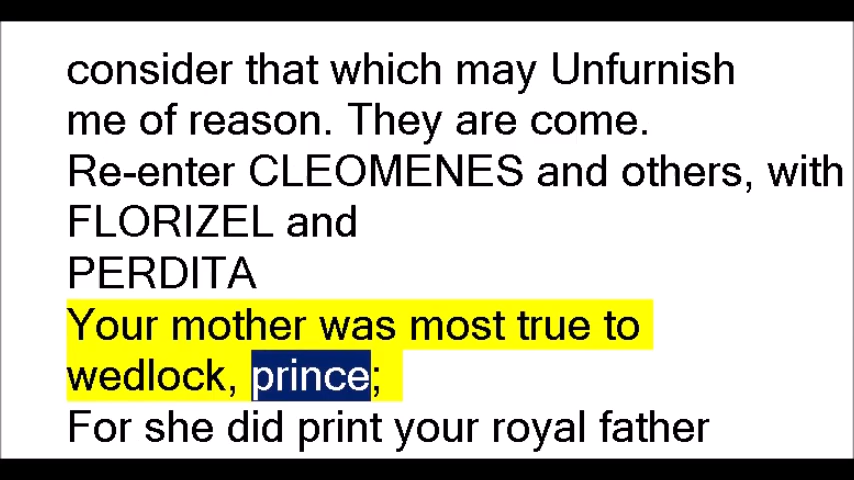 consider that which may Unfurnish
me of reason. They are come.
Re-enter CLEOMENES and others, with
FLORIZEL and
PERDITA
Your mother was most true to
wedlock, prince;
For she did print your royal father